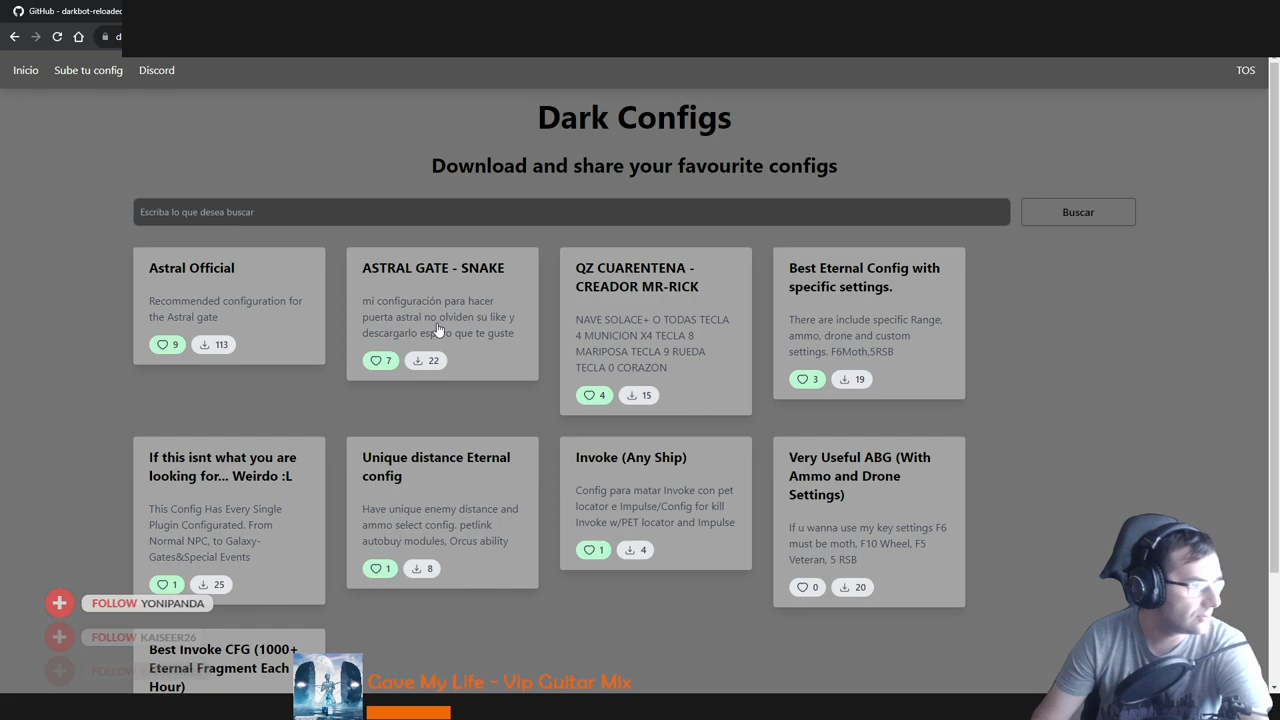 GitHub - darkbot-reloaded
Inicio
Sube tu config
Discord
TOS
Dark Configs
Download and share your favourite configs
Escriba lo que desea buscar
Buscar
Astral Official
Recommended configuration for
the Astral gate
9
113
ASTRAL GATE - SNAKE
mi configuración para hacer
puerta astral no olviden su like y
descargarlo que te guste
7
22
QZ CUARENTENA -
CREADOR MR-RICK
NAVE SOLACE+ O TODAS TECLA
4 MUNICION X4 TECLA 8
MARIPOSA TECLA 9 RUEDA
TECLA 0 CORAZON
4
15
Best Eternal Config with
specific settings.
There are include specific Range,
ammo, drone and custom
settings. F6Moth,5RSB
3
19
If this isnt what you are
looking for... Weirdo :L
This Config Has Every Single
Plugin Configurated. From
Normal NPC, to Galaxy-
Gates&Special Events
1
25
Unique distance Eternal
config
Have unique enemy distance and
ammo select config. petlink
autobuy modules, Orcus ability
1
8
Invoke (Any Ship)
Config para matar Invoke con pet
locator e Impulse/Config for kill
Invoke w/PET locator and Impulse
1
4
Very Useful ABG (With
Ammo and Drone
Settings)
If u wanna use my key settings F6
must be moth, F10 Wheel, F5
Veteran, 5 RSB
0
20
FOLLOW YONIPANDA
FOLLOW KAISEER26
Best Invoke CFG (1000+
Eternal Fragment Each
Hour)
Gave My Life - Vip Guitar Mix